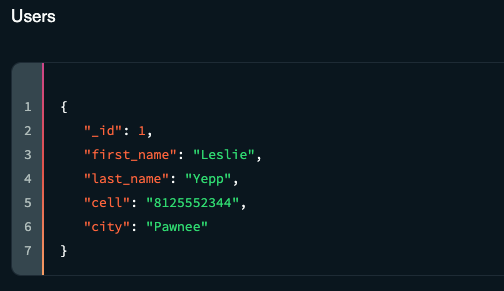 Users
1 {
2 "_id": 1,
3 "first_name": "Leslie",
4 "last_name": "Yepp",
5 "cell": "8125552344",
6 "city": "Pawnee"
7 }